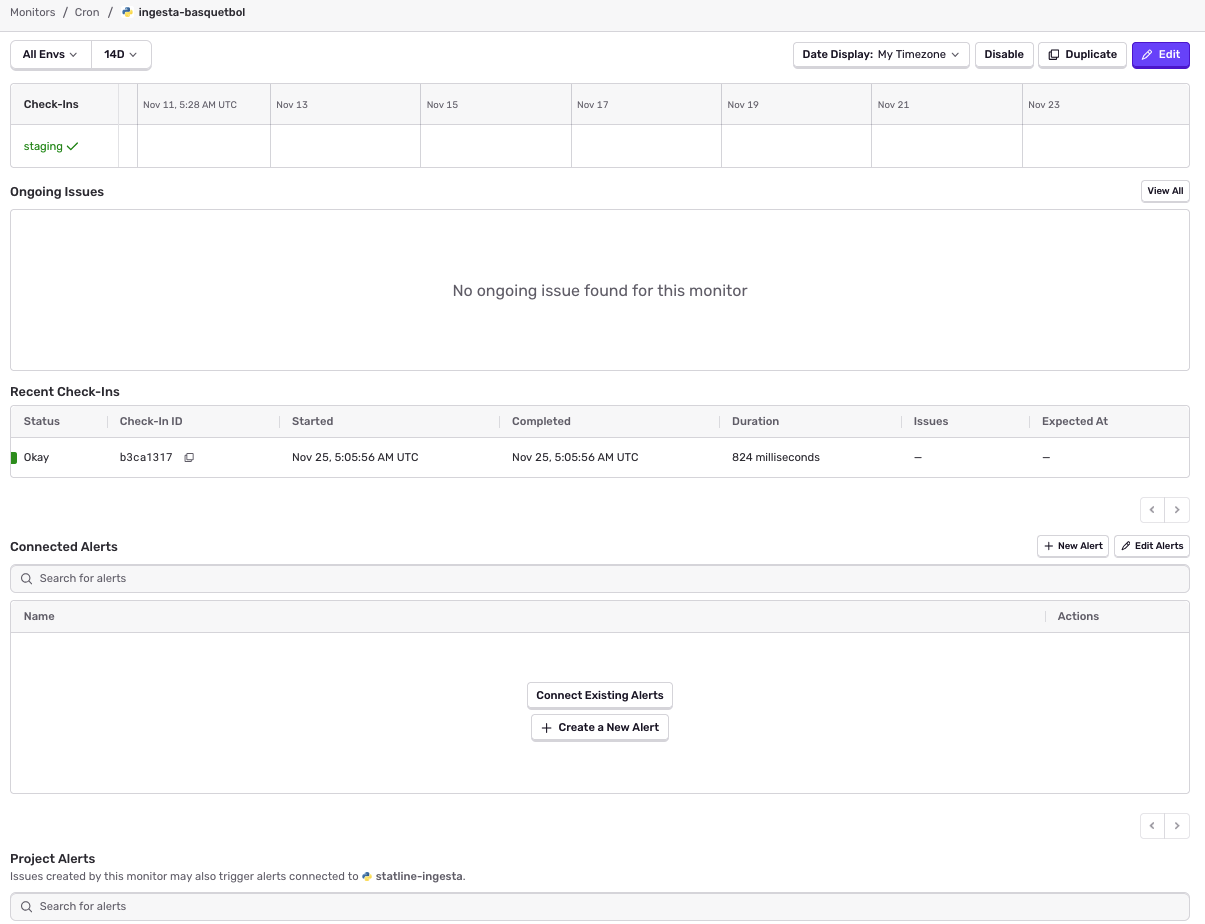 Monitors / Cron / ingesta-basquetbol
All Envs 14D Date Display: My Timezone Disable Duplicate Edit
Check-Ins Nov 11, 5:28 AM UTC Nov 13 Nov 15 Nov 17 Nov 19 Nov 21 Nov 23
staging
Ongoing Issues View All
No ongoing issue found for this monitor
Recent Check-Ins
Status Check-In ID Started Completed Duration Issues Expected At
Okay b3ca1317 Nov 25, 5:05:56 AM UTC Nov 25, 5:05:56 AM UTC 824 milliseconds — —
Connected Alerts + New Alert Edit Alerts
Search for alerts
Name Actions
Connect Existing Alerts
+ Create a New Alert
Project Alerts
Issues created by this monitor may also trigger alerts connected to statline-ingesta.
Search for alerts